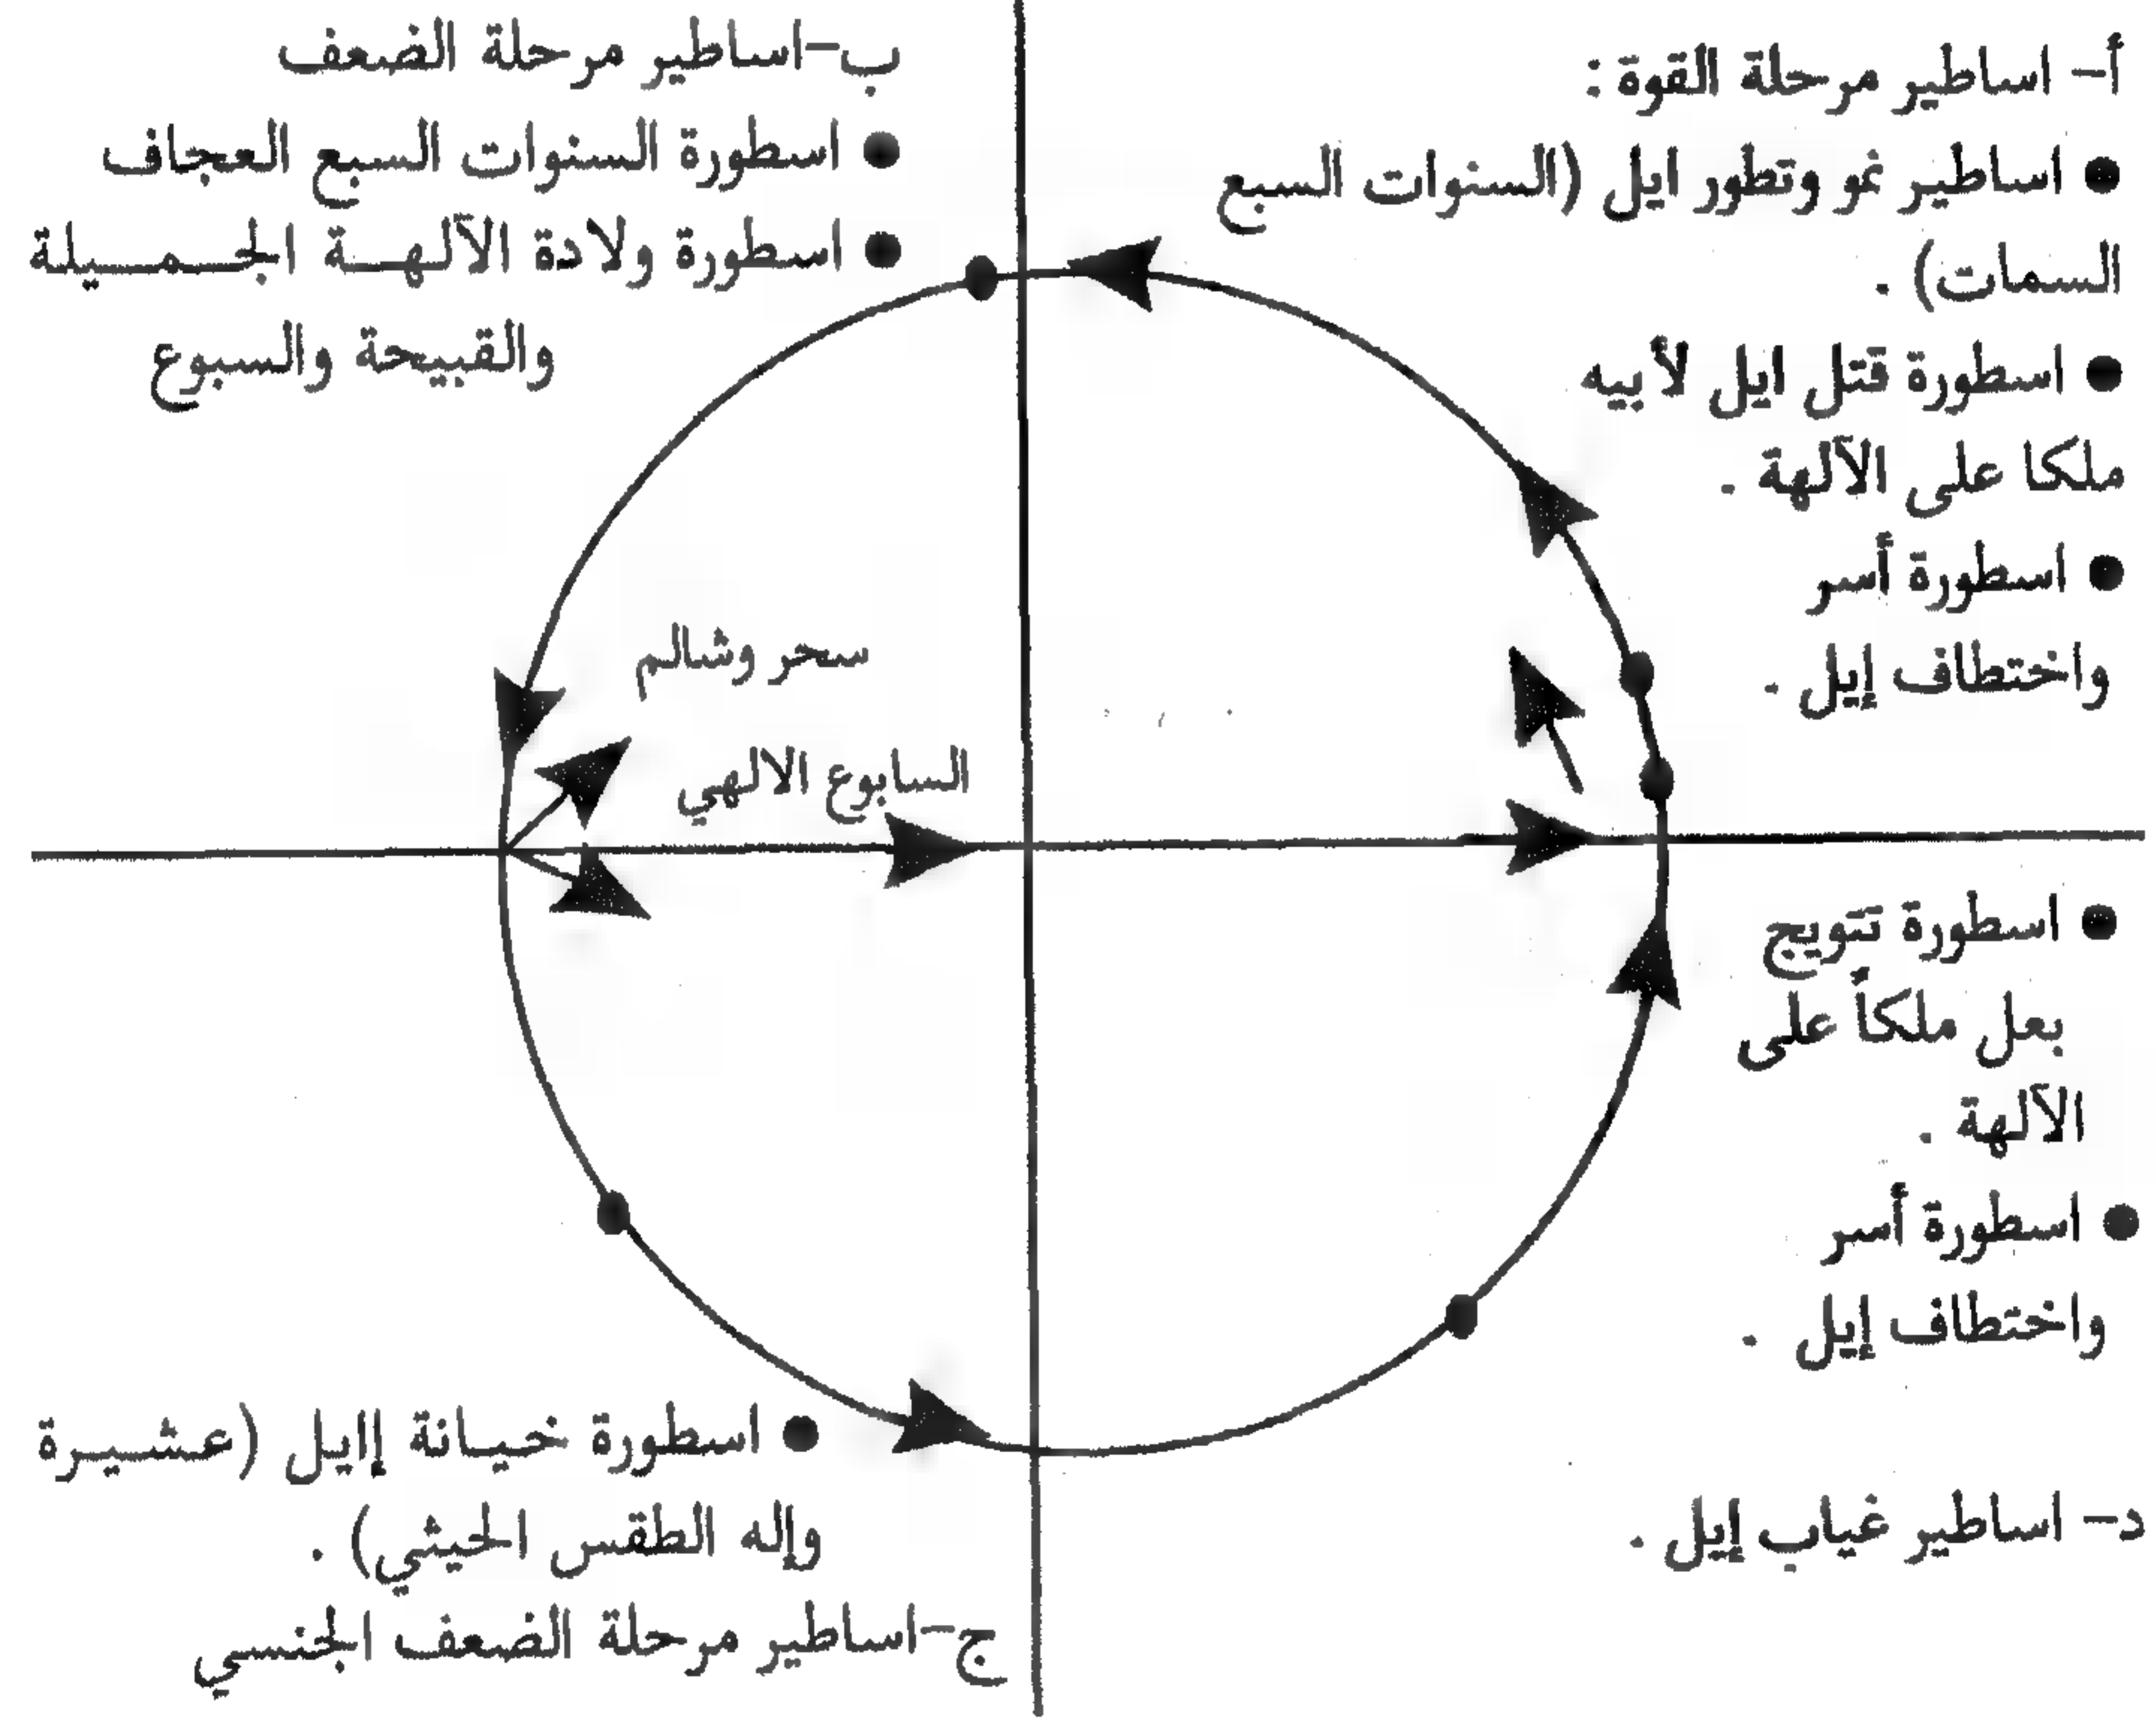 أ- اساطير مرحلة القوة :
● اساطير نمو وتطور ايل (السنوات السبع
السمات) .
● اسطورة قتل ايل لأبيه
ملكا على الآلهة .
● اسطورة أسر
واختطاف إيل .
ب-اساطير مرحلة الضعف
● اسطورة السنوات السبع العجاف
● اسطورة ولادة الآلهة الجميلة
والقبيحة والسبوع
سحر وشالم
السابوع الالهي
● اسطورة خيانة إايل (عشيرة
وإله الطقس الحيثي) .
ج-اساطير مرحلة الضعف الجنسي
● اسطورة تتويج
بعل ملكاً على
الآلهة .
● اسطورة أسر
واختطاف إيل .
د- اساطير غياب إيل .